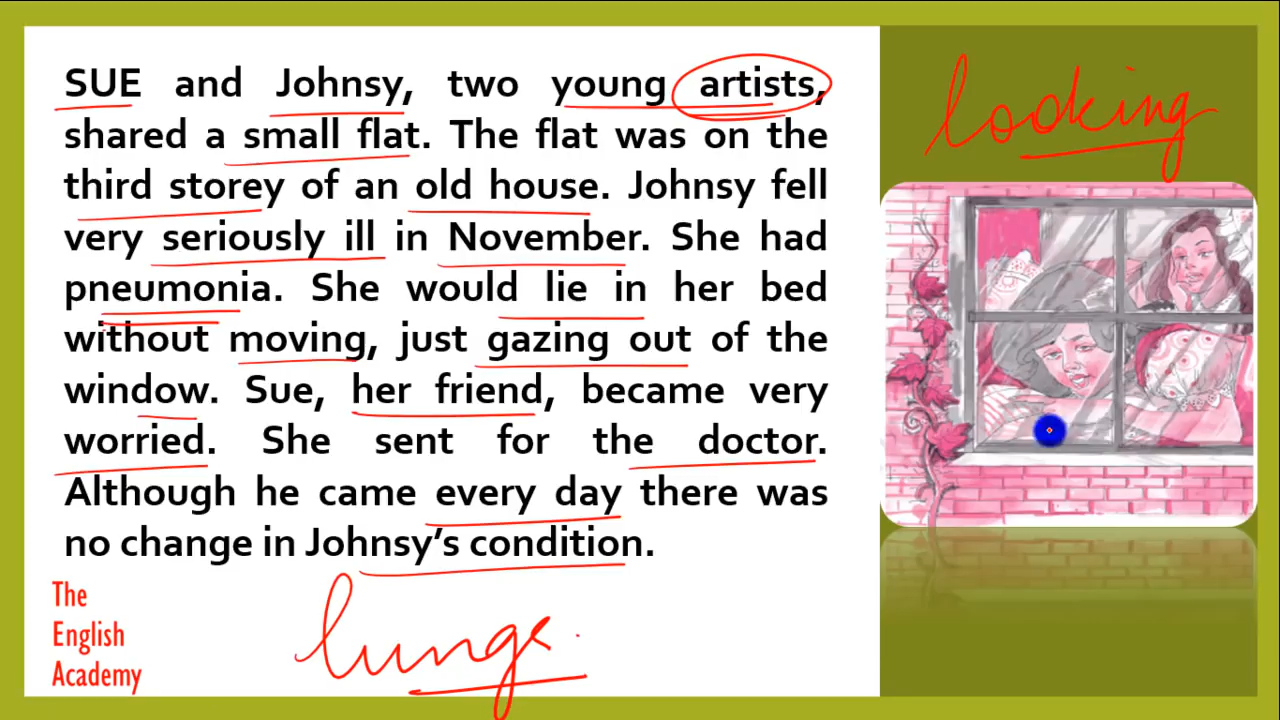 SUE and Johnsy, two young artists,
shared a small flat. The flat was on the
third storey of an old house. Johnsy fell
very seriously ill in November. She had
pneumonia. She would lie in her bed
without moving, just gazing out of the
window. Sue, her friend, became very
worried. She sent for the doctor.
Although he came every day there was
no change in Johnsy’s condition.
looking
lungs
The
English
Academy